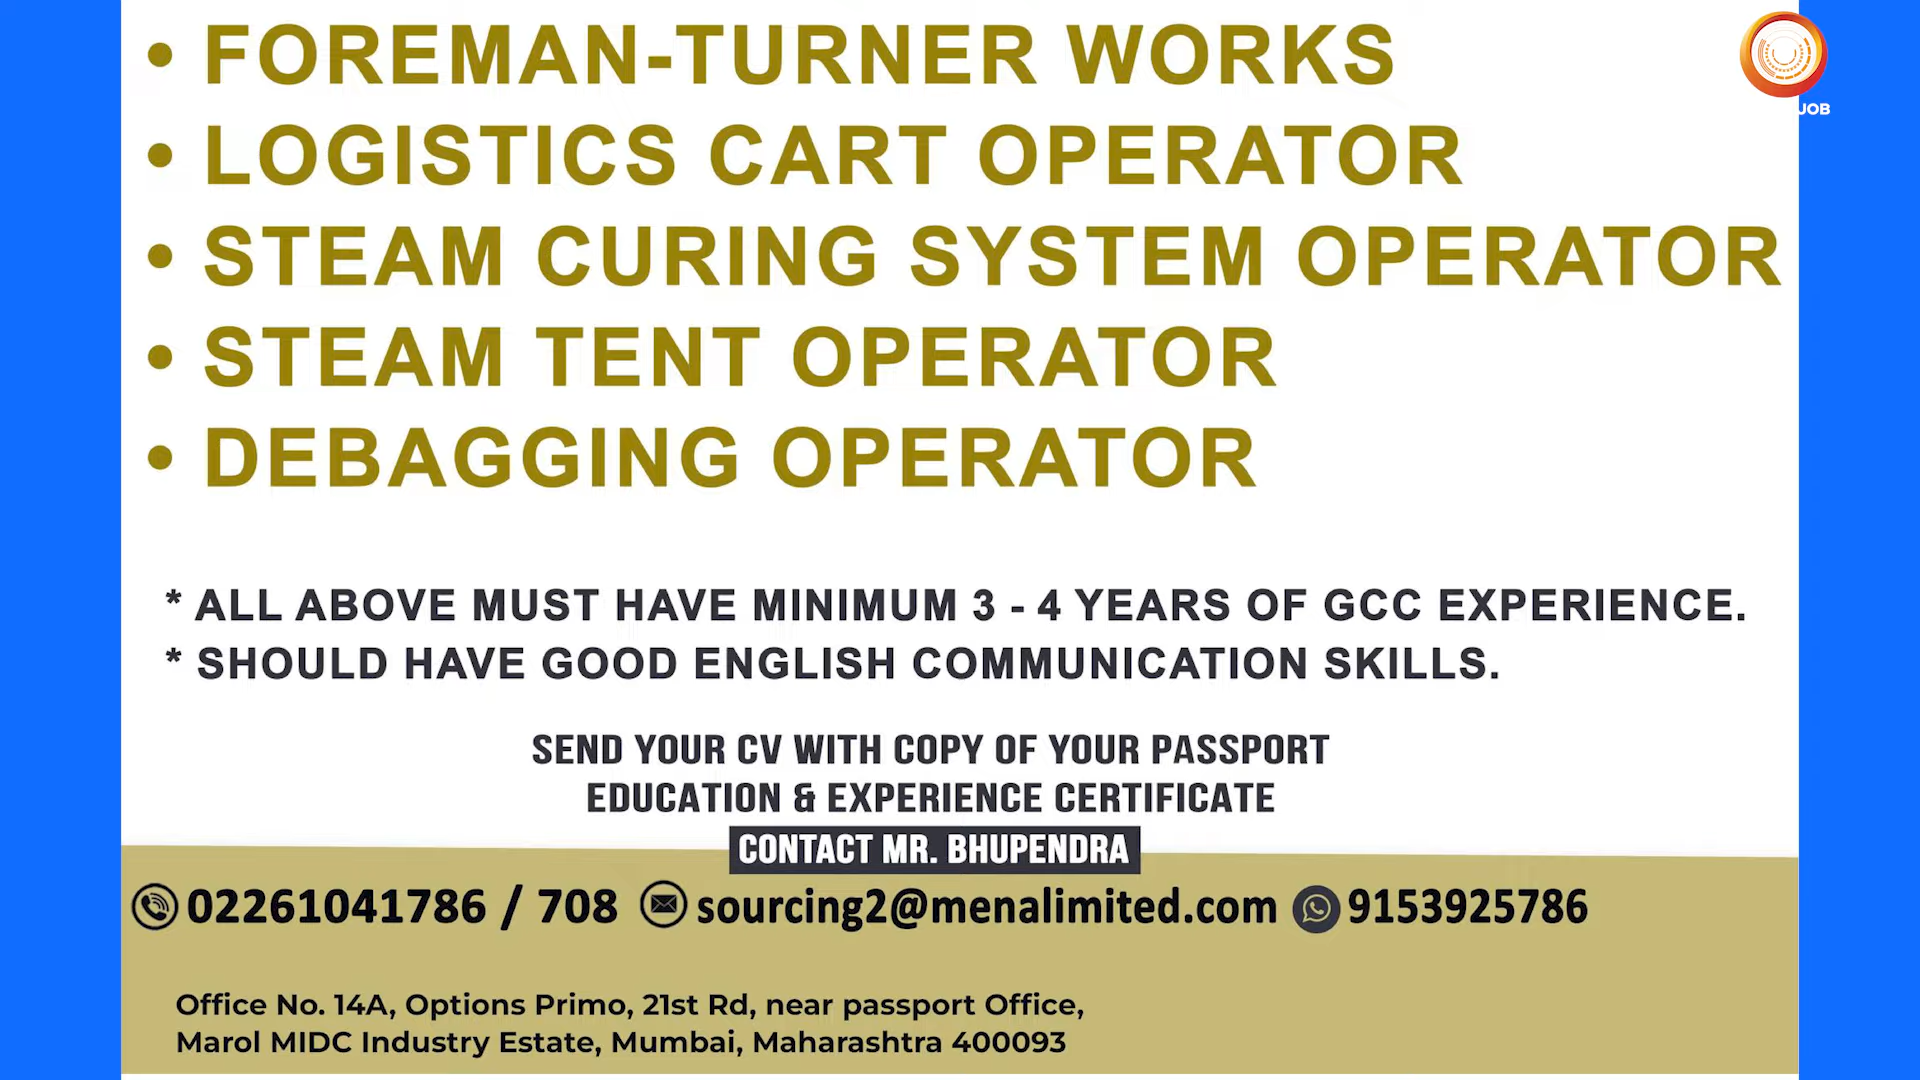 • FOREMAN-TURNER WORKS
• LOGISTICS CART OPERATOR
• STEAM CURING SYSTEM OPERATOR
• STEAM TENT OPERATOR
• DEBAGGING OPERATOR
* ALL ABOVE MUST HAVE MINIMUM 3 - 4 YEARS OF GCC EXPERIENCE.
* SHOULD HAVE GOOD ENGLISH COMMUNICATION SKILLS.
SEND YOUR CV WITH COPY OF YOUR PASSPORT
EDUCATION & EXPERIENCE CERTIFICATE
CONTACT MR. BHUPENDRA
02261041786 / 708 sourcing2@menalimited.com 9153925786
Office No. 14A, Options Primo, 21st Rd, near passport Office,
Marol MIDC Industry Estate, Mumbai, Maharashtra 400093
JOB